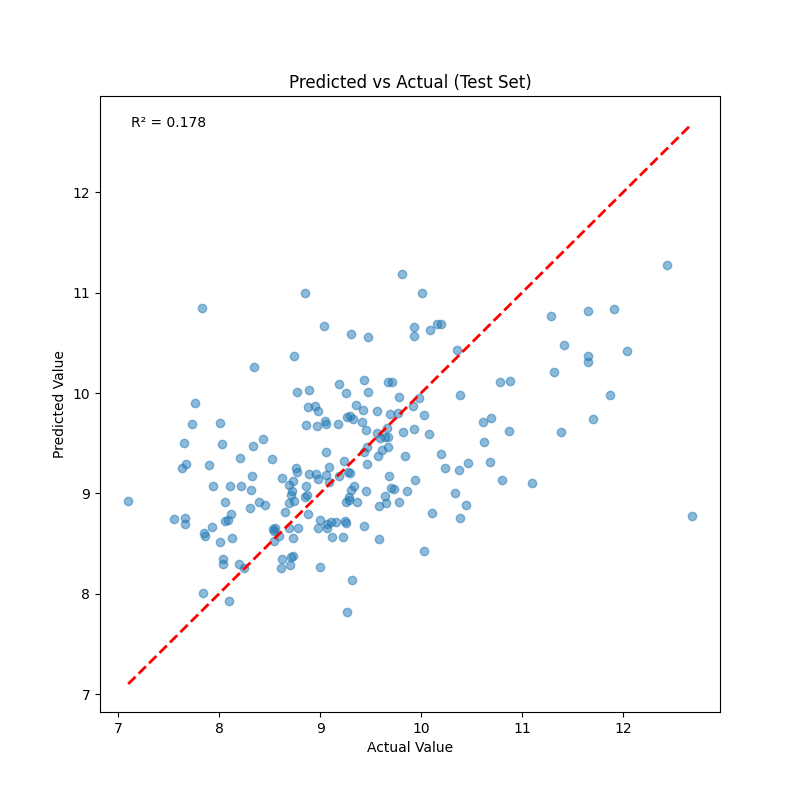 Predicted vs Actual (Test Set)
R² = 0.178
12
11
10
9
8
7
Predicted Value
7 8 9 10 11 12
Actual Value